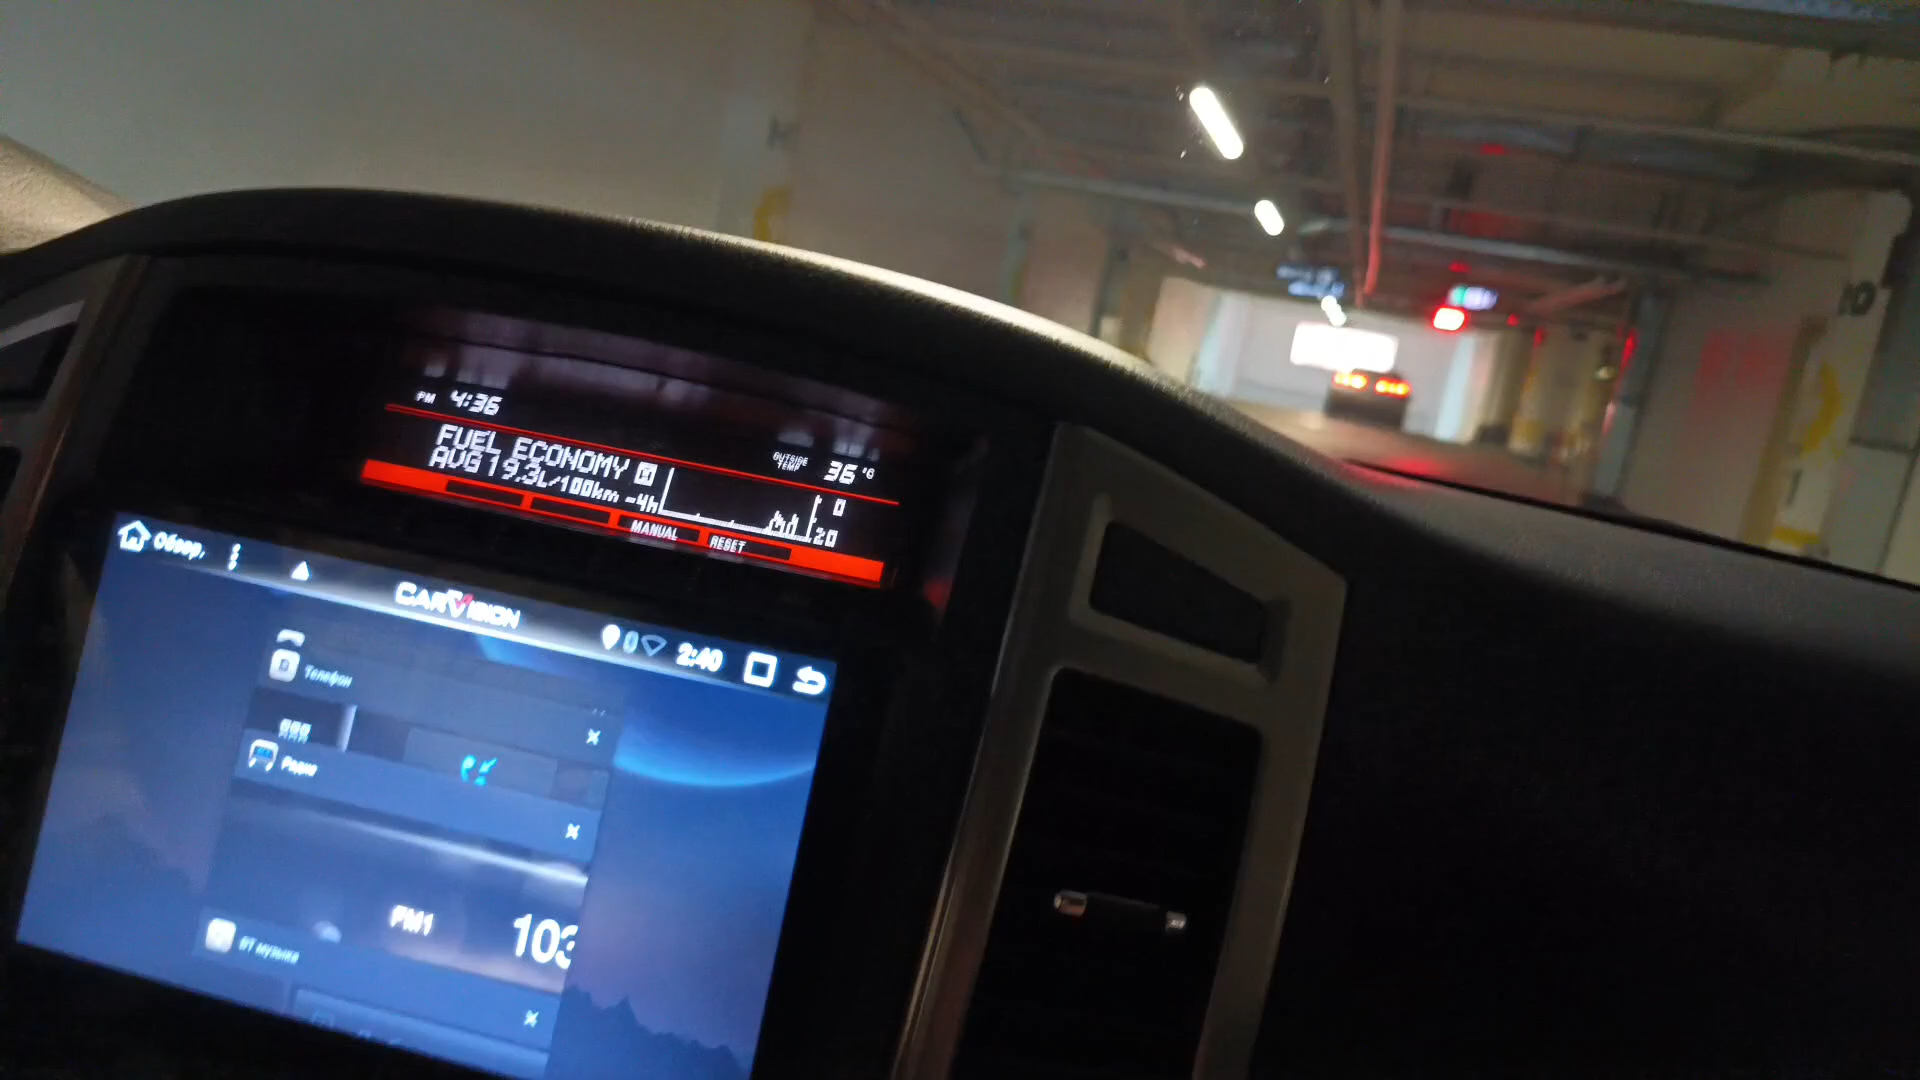 PM 4:36
FUEL ECONOMY
OUTSIDE TEMP 36 °C
AVG 19.3L/100km -4h
0
20
MANUAL RESET
Обзор,
CARVISION
2:40
Телефон
Радио
FM1 103
BT музыка
10